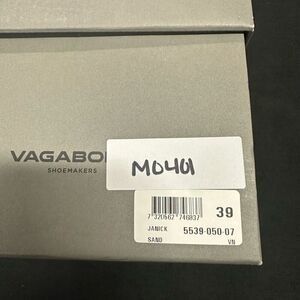 VAGABO
SHOEMAKERS
M0401
7 320662 746837
39
JANICK
5539-050-07
SAND
VN